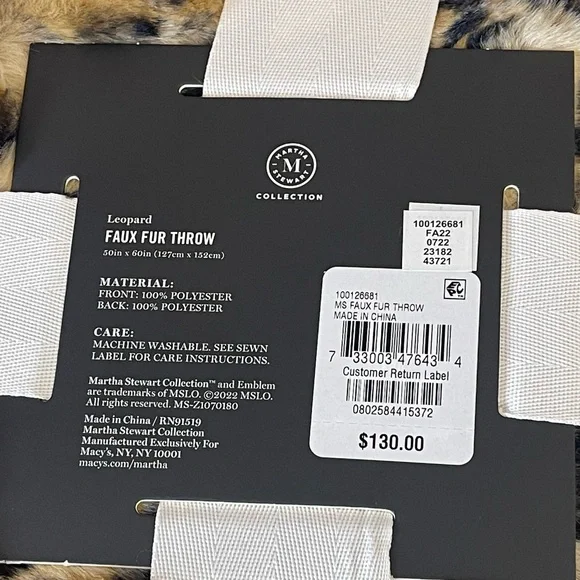 MARTHA
M
STEWART
COLLECTION
Leopard
FAUX FUR THROW
50in x 60in (127cm x 152cm)
MATERIAL:
FRONT: 100% POLYESTER
BACK: 100% POLYESTER
CARE:
MACHINE WASHABLE. SEE SEWN
LABEL FOR CARE INSTRUCTIONS.
Martha Stewart Collection™ and Emblem
are trademarks of MSLO. ©2022 MSLO.
All rights reserved. MS-Z1070180
Made in China / RN91519
Martha Stewart Collection
Manufactured Exclusively For
Macy's, NY, NY 10001
macys.com/martha
100126681
FA22
0722
23182
43721
100126681
MS FAUX FUR THROW
MADE IN CHINA
7 33003 47643 4
Customer Return Label
0802584415372
$130.00